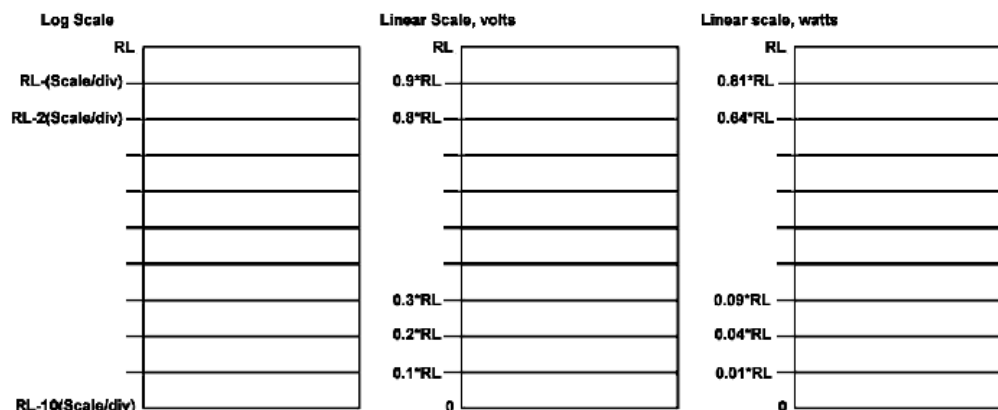 Log Scale
RL
RL-(Scale/div)
RL-2(Scale/div)
RL-10(Scale/div)
Linear Scale, volts
RL
0.9*RL
0.8*RL
0.3*RL
0.2*RL
0.1*RL
0
Linear scale, watts
RL
0.81*RL
0.64*RL
0.09*RL
0.04*RL
0.01*RL
0